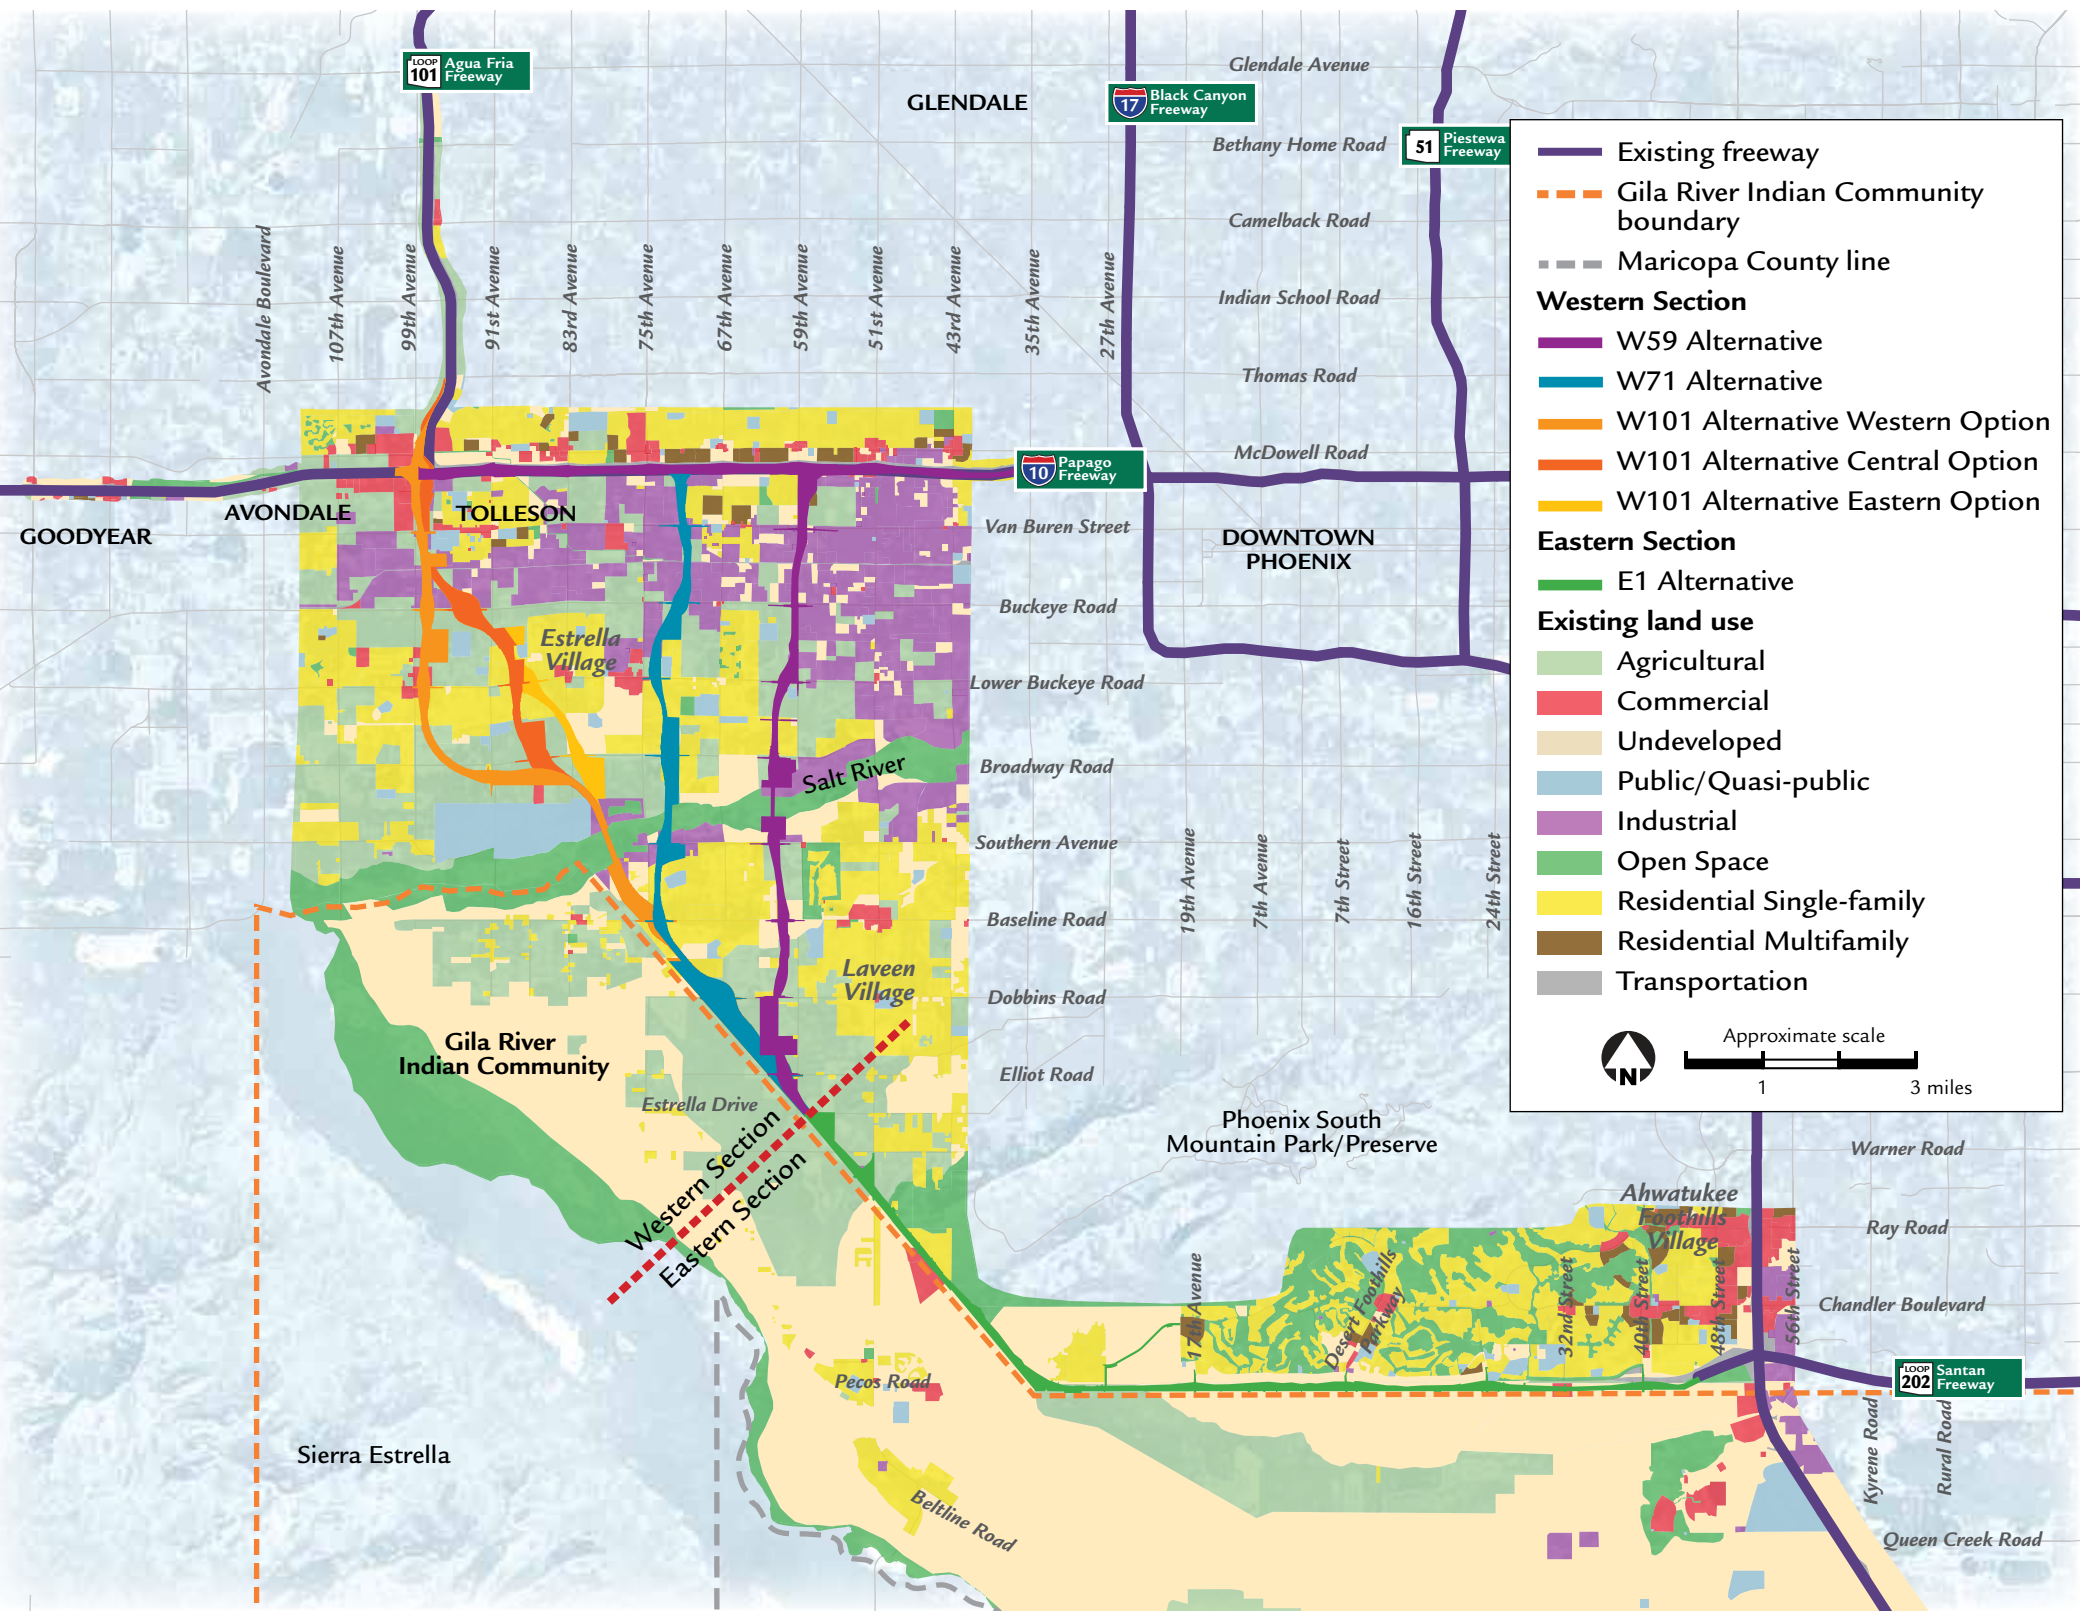 LOOP
101
Agua Fria
Freeway
GLENDALE
17
Black Canyon
Freeway
51
Piestewa
Freeway
Glendale Avenue
Bethany Home Road
Camelback Road
Indian School Road
Thomas Road
McDowell Road
Avondale Boulevard
107th Avenue
99th Avenue
91st Avenue
83rd Avenue
75th Avenue
67th Avenue
59th Avenue
51st Avenue
43rd Avenue
35th Avenue
27th Avenue
10
Papago
Freeway
GOODYEAR
AVONDALE
TOLLESON
Van Buren Street
DOWNTOWN
PHOENIX
Buckeye Road
Estrella
Village
Lower Buckeye Road
Broadway Road
Salt River
Southern Avenue
19th Avenue
7th Avenue
7th Street
16th Street
24th Street
Baseline Road
Laveen
Village
Dobbins Road
Gila River
Indian Community
Elliot Road
Estrella Drive
Western Section
Eastern Section
Phoenix South
Mountain Park/Preserve
Warner Road
Ahwatukee
Foothills
Village
Ray Road
17th Avenue
Desert Foothills
Parkway
32nd Street
40th Street
48th Street
56th Street
Chandler Boulevard
Pecos Road
LOOP
202
Santan
Freeway
Kyrene Road
Rural Road
Sierra Estrella
Beltline Road
Queen Creek Road
Existing freeway
Gila River Indian Community
boundary
Maricopa County line
Western Section
W59 Alternative
W71 Alternative
W101 Alternative Western Option
W101 Alternative Central Option
W101 Alternative Eastern Option
Eastern Section
E1 Alternative
Existing land use
Agricultural
Commercial
Undeveloped
Public/Quasi-public
Industrial
Open Space
Residential Single-family
Residential Multifamily
Transportation
N
Approximate scale
1
3 miles